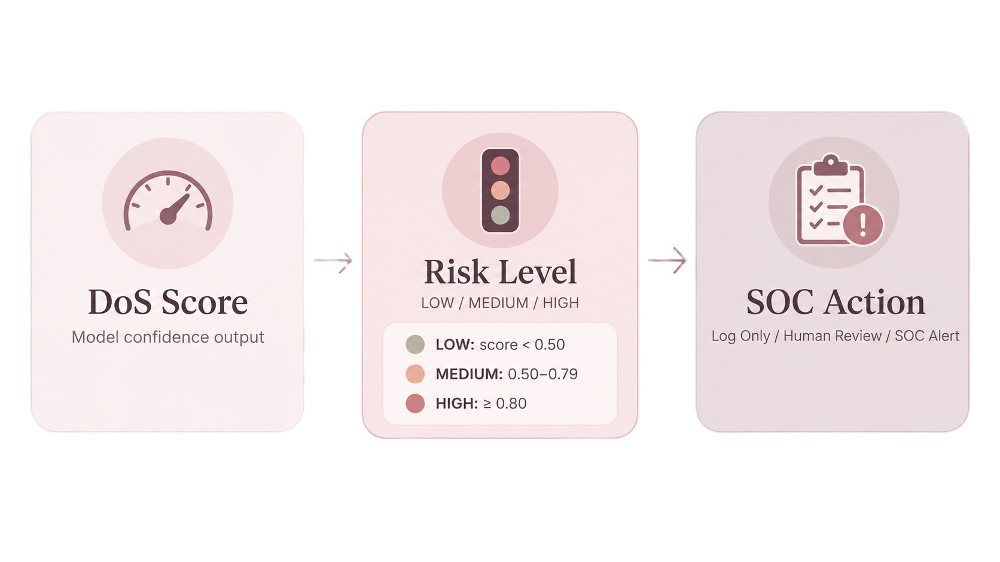 DoS Score
Model confidence output
Risk Level
LOW / MEDIUM / HIGH
LOW: score < 0.50
MEDIUM: 0.50–0.79
HIGH: ≥ 0.80
SOC Action
Log Only / Human Review / SOC Alert